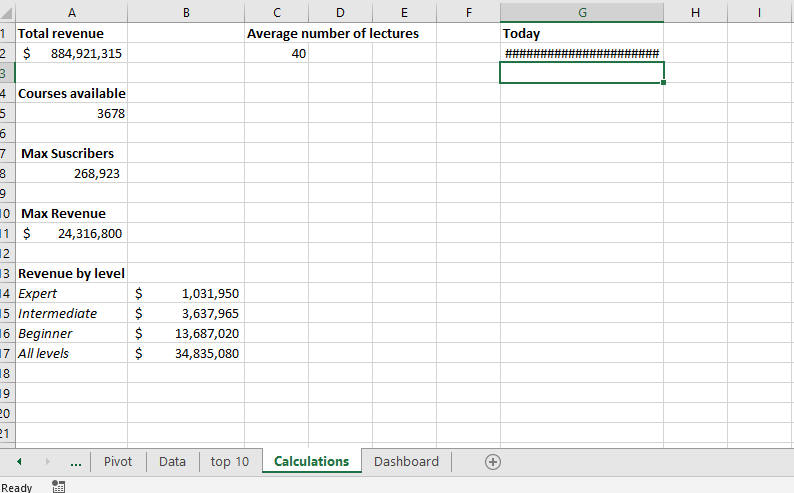 A B C D E F G H I
1 Total revenue Average number of lectures Today
2 $ 884,921,315 40 ######################
3
4 Courses available
5 3678
6
7 Max Suscribers
8 268,923
9
10 Max Revenue
11 $ 24,316,800
12
13 Revenue by level
14 Expert $ 1,031,950
15 Intermediate $ 3,637,965
16 Beginner $ 13,687,020
17 All levels $ 34,835,080
18
19
20
21
... Pivot Data top 10 Calculations Dashboard
Ready